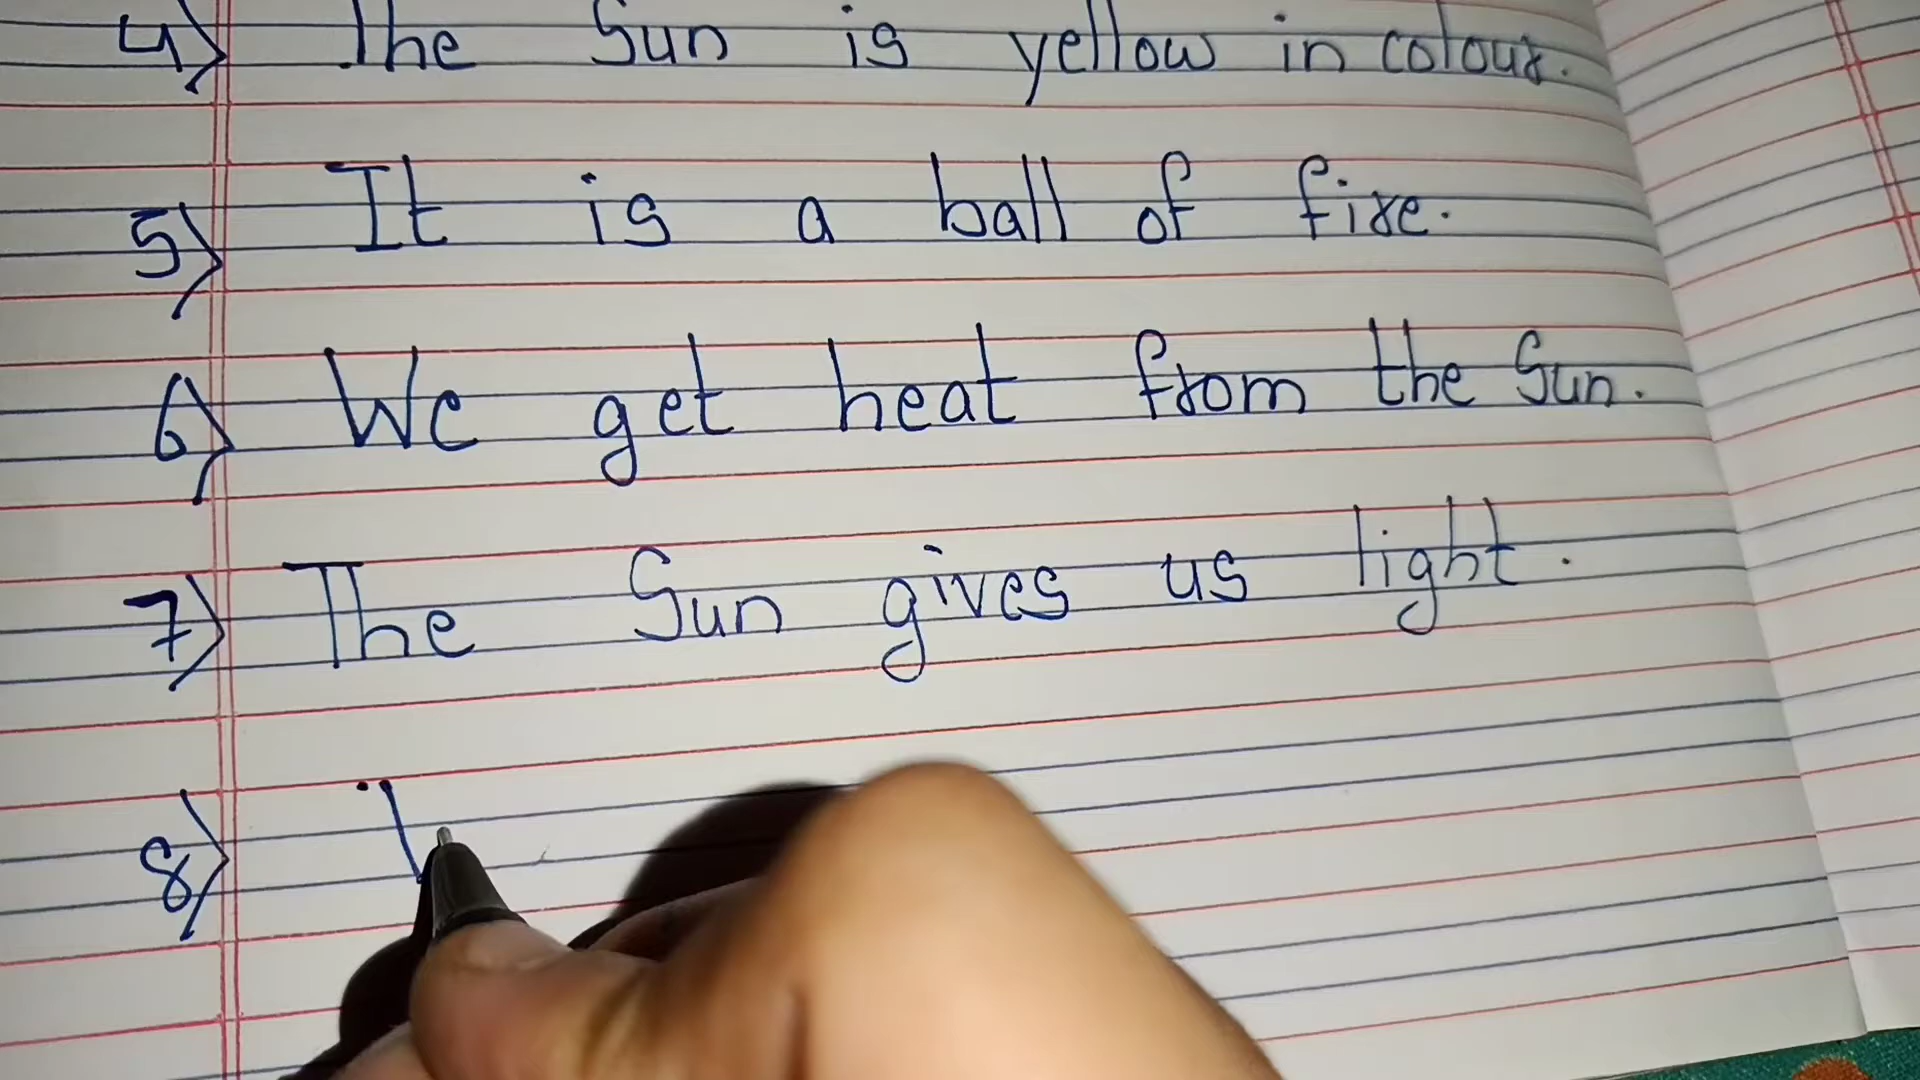 4) The Sun is yellow in colour.
5) It is a ball of fire.
6) We get heat from the Sun.
7) The Sun gives us light.
8)